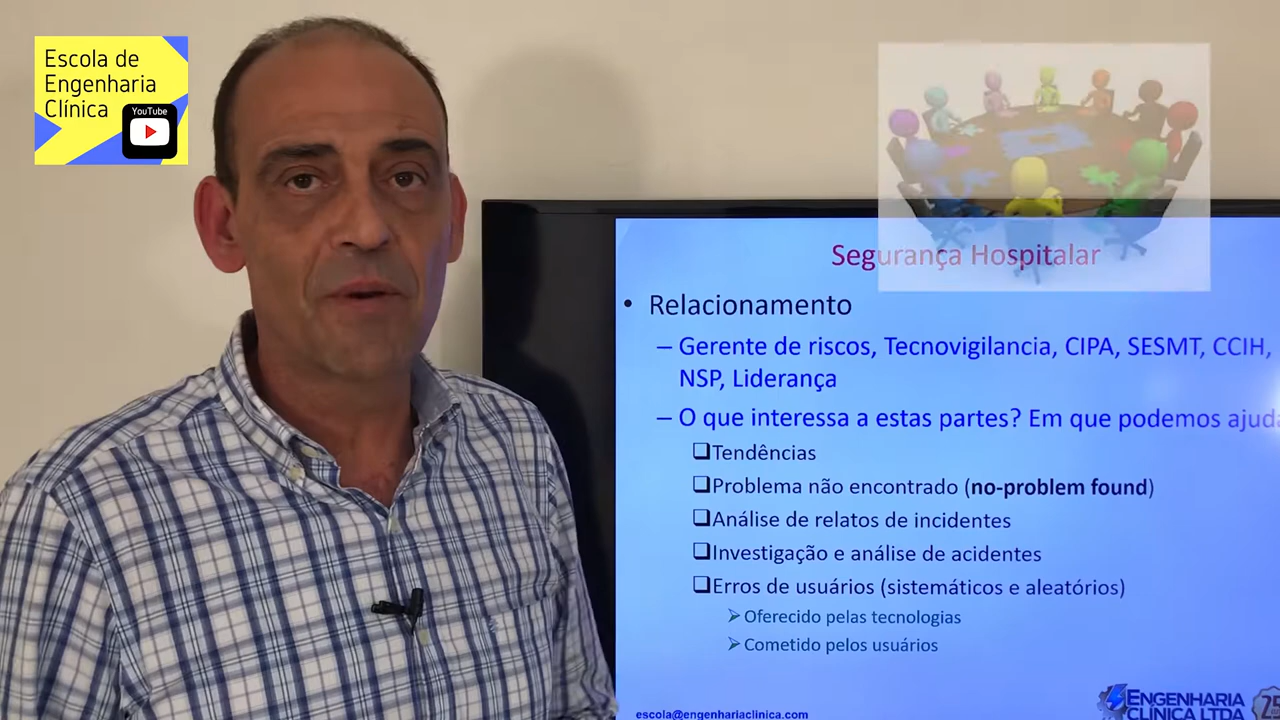 Escola de
Engenharia
Clínica
YouTube
Segurança Hospitalar
• Relacionamento
– Gerente de riscos, Tecnovigilancia, CIPA, SESMT, CCIH,
NSP, Liderança
– O que interessa a estas partes? Em que podemos ajuda
❑Tendências
❑Problema não encontrado (no-problem found)
❑Análise de relatos de incidentes
❑Investigação e análise de acidentes
❑Erros de usuários (sistemáticos e aleatórios)
➢Oferecido pelas tecnologias
➢Cometido pelos usuários
escola@engenhariaclinica.com
ENGENHARIA
CLÍNICA LTDA